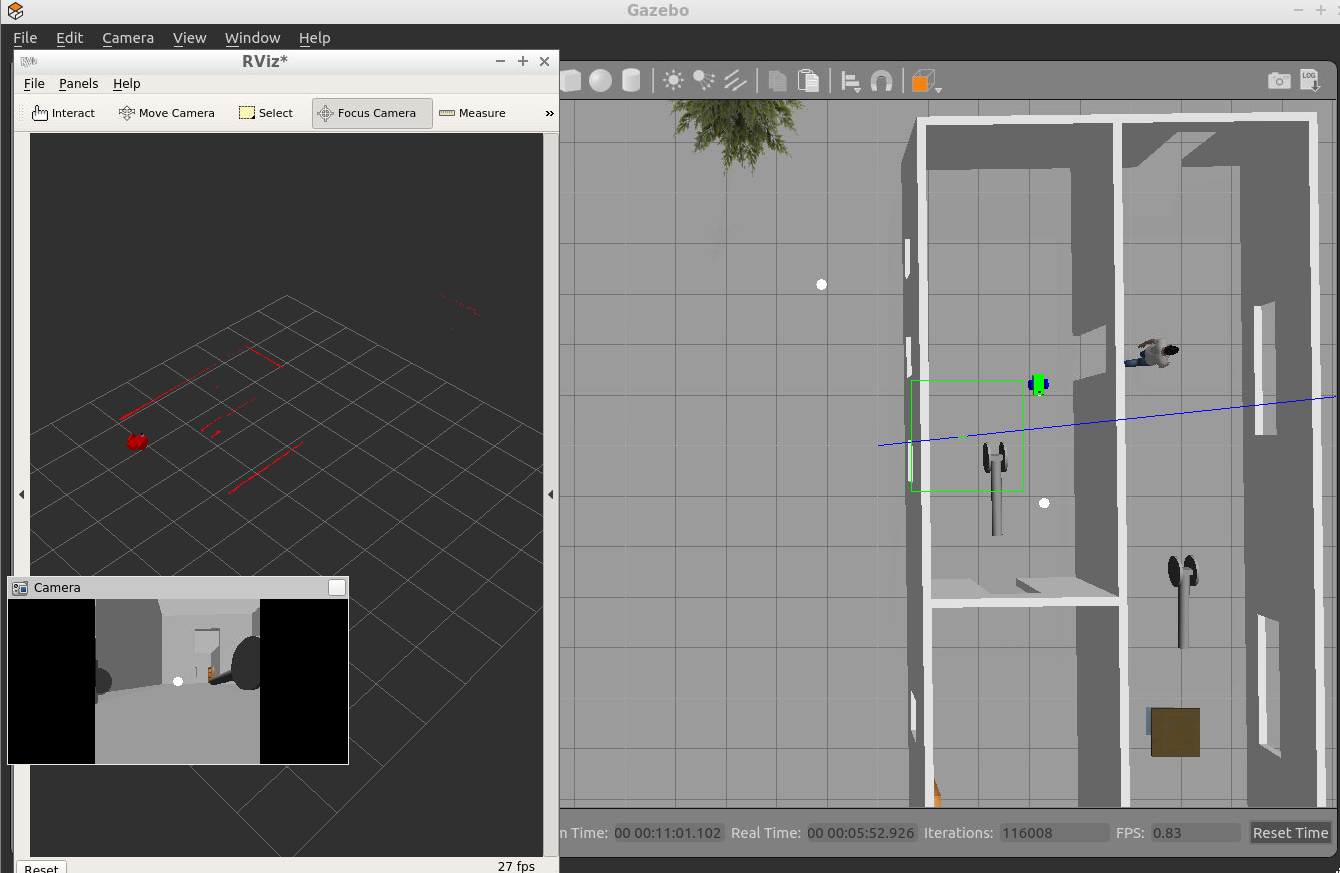 Gazebo
File Edit Camera View Window Help
RViz RViz*
File Panels Help
Interact Move Camera Select Focus Camera Measure »
LOG
Camera
n Time: 00 00:11:01.102 Real Time: 00 00:05:52.926 Iterations: 116008 FPS: 0.83 Reset Time
Reset 27 fps